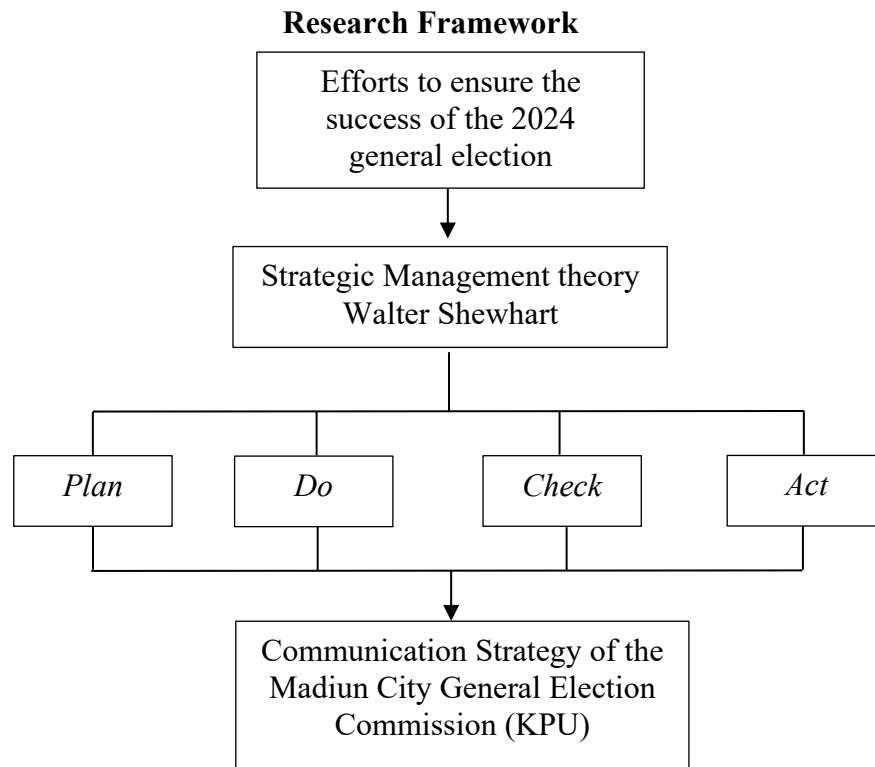 Research Framework
Efforts to ensure the
success of the 2024
general election
Strategic Management theory
Walter Shewhart
Plan
Do
Check
Act
Communication Strategy of the
Madiun City General Election
Commission (KPU)